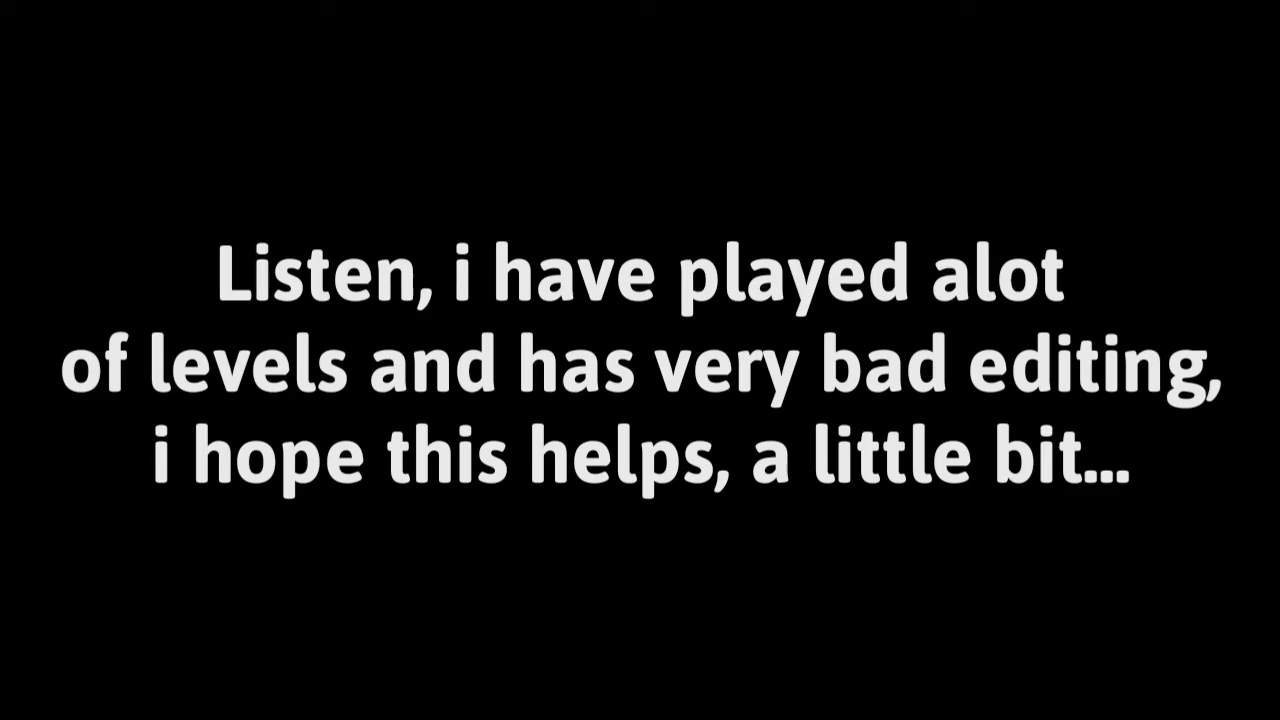 Listen, i have played alot
of levels and has very bad editing,
i hope this helps, a little bit...